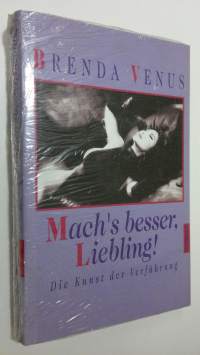 BRENDA VENUS
Mach's besser,
Liebling!
Die Kunst der Verführung